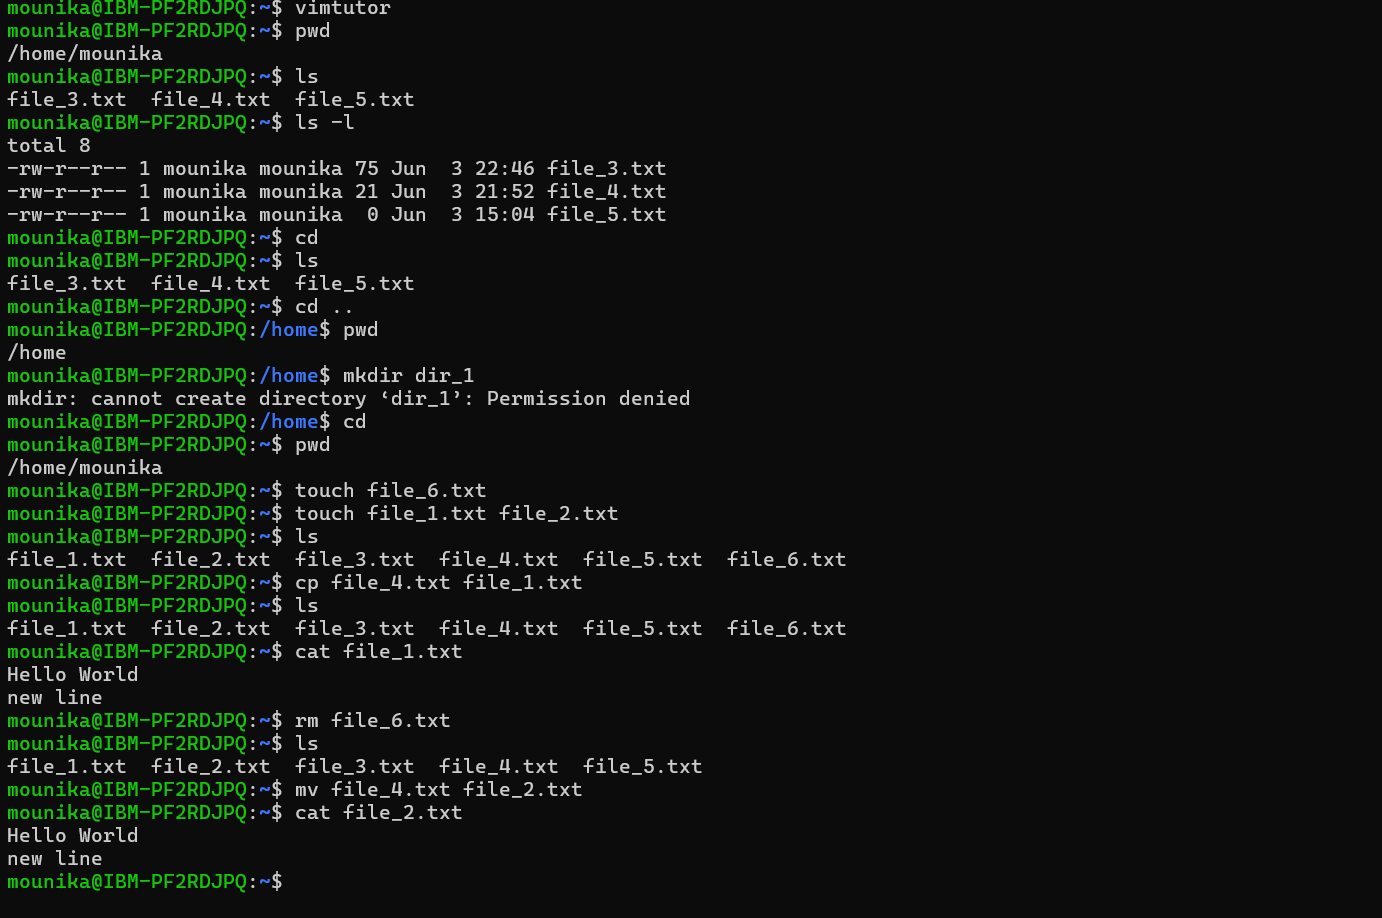 mounika@IBM-PF2RDJPQ:~$ vimtutor
mounika@IBM-PF2RDJPQ:~$ pwd
/home/mounika
mounika@IBM-PF2RDJPQ:~$ ls
file_3.txt  file_4.txt  file_5.txt
mounika@IBM-PF2RDJPQ:~$ ls -l
total 8
-rw-r--r-- 1 mounika mounika 75 Jun  3 22:46 file_3.txt
-rw-r--r-- 1 mounika mounika 21 Jun  3 21:52 file_4.txt
-rw-r--r-- 1 mounika mounika  0 Jun  3 15:04 file_5.txt
mounika@IBM-PF2RDJPQ:~$ cd
mounika@IBM-PF2RDJPQ:~$ ls
file_3.txt  file_4.txt  file_5.txt
mounika@IBM-PF2RDJPQ:~$ cd ..
mounika@IBM-PF2RDJPQ:/home$ pwd
/home
mounika@IBM-PF2RDJPQ:/home$ mkdir dir_1
mkdir: cannot create directory ‘dir_1’: Permission denied
mounika@IBM-PF2RDJPQ:/home$ cd
mounika@IBM-PF2RDJPQ:~$ pwd
/home/mounika
mounika@IBM-PF2RDJPQ:~$ touch file_6.txt
mounika@IBM-PF2RDJPQ:~$ touch file_1.txt file_2.txt
mounika@IBM-PF2RDJPQ:~$ ls
file_1.txt  file_2.txt  file_3.txt  file_4.txt  file_5.txt  file_6.txt
mounika@IBM-PF2RDJPQ:~$ cp file_4.txt file_1.txt
mounika@IBM-PF2RDJPQ:~$ ls
file_1.txt  file_2.txt  file_3.txt  file_4.txt  file_5.txt  file_6.txt
mounika@IBM-PF2RDJPQ:~$ cat file_1.txt
Hello World
new line
mounika@IBM-PF2RDJPQ:~$ rm file_6.txt
mounika@IBM-PF2RDJPQ:~$ ls
file_1.txt  file_2.txt  file_3.txt  file_4.txt  file_5.txt
mounika@IBM-PF2RDJPQ:~$ mv file_4.txt file_2.txt
mounika@IBM-PF2RDJPQ:~$ cat file_2.txt
Hello World
new line
mounika@IBM-PF2RDJPQ:~$